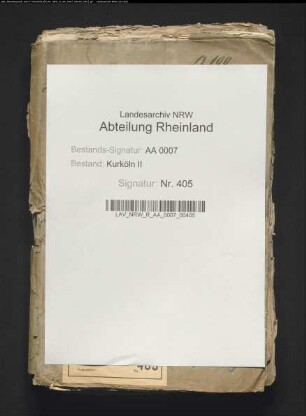 Landesarchiv NRW
Abteilung Rheinland
Bestands-Signatur: AA 0007
Bestand: Kurköln II
Signatur: Nr. 405
LAV_NRW_R_AA_0007_00405